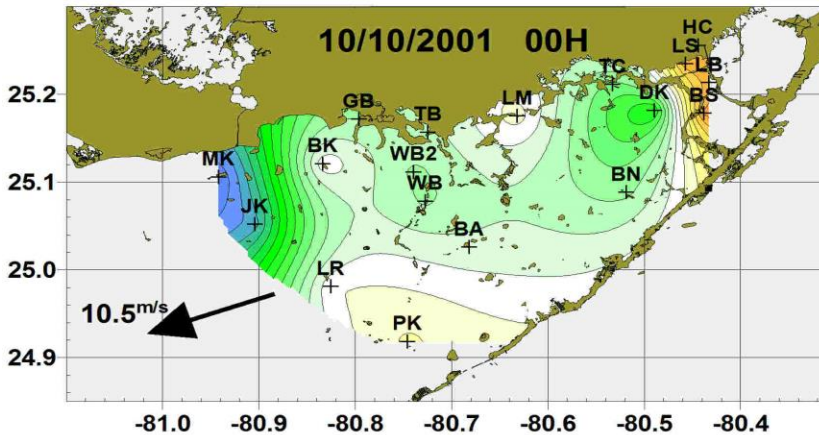 10/10/2001 00H
HC
LS
LB
TC
25.2
GB
TB
LM
DK
BS
MK
BK
WB2
25.1
WB
BN
JK
BA
25.0
LR
10.5m/s
PK
24.9
-81.0 -80.9 -80.8 -80.7 -80.6 -80.5 -80.4